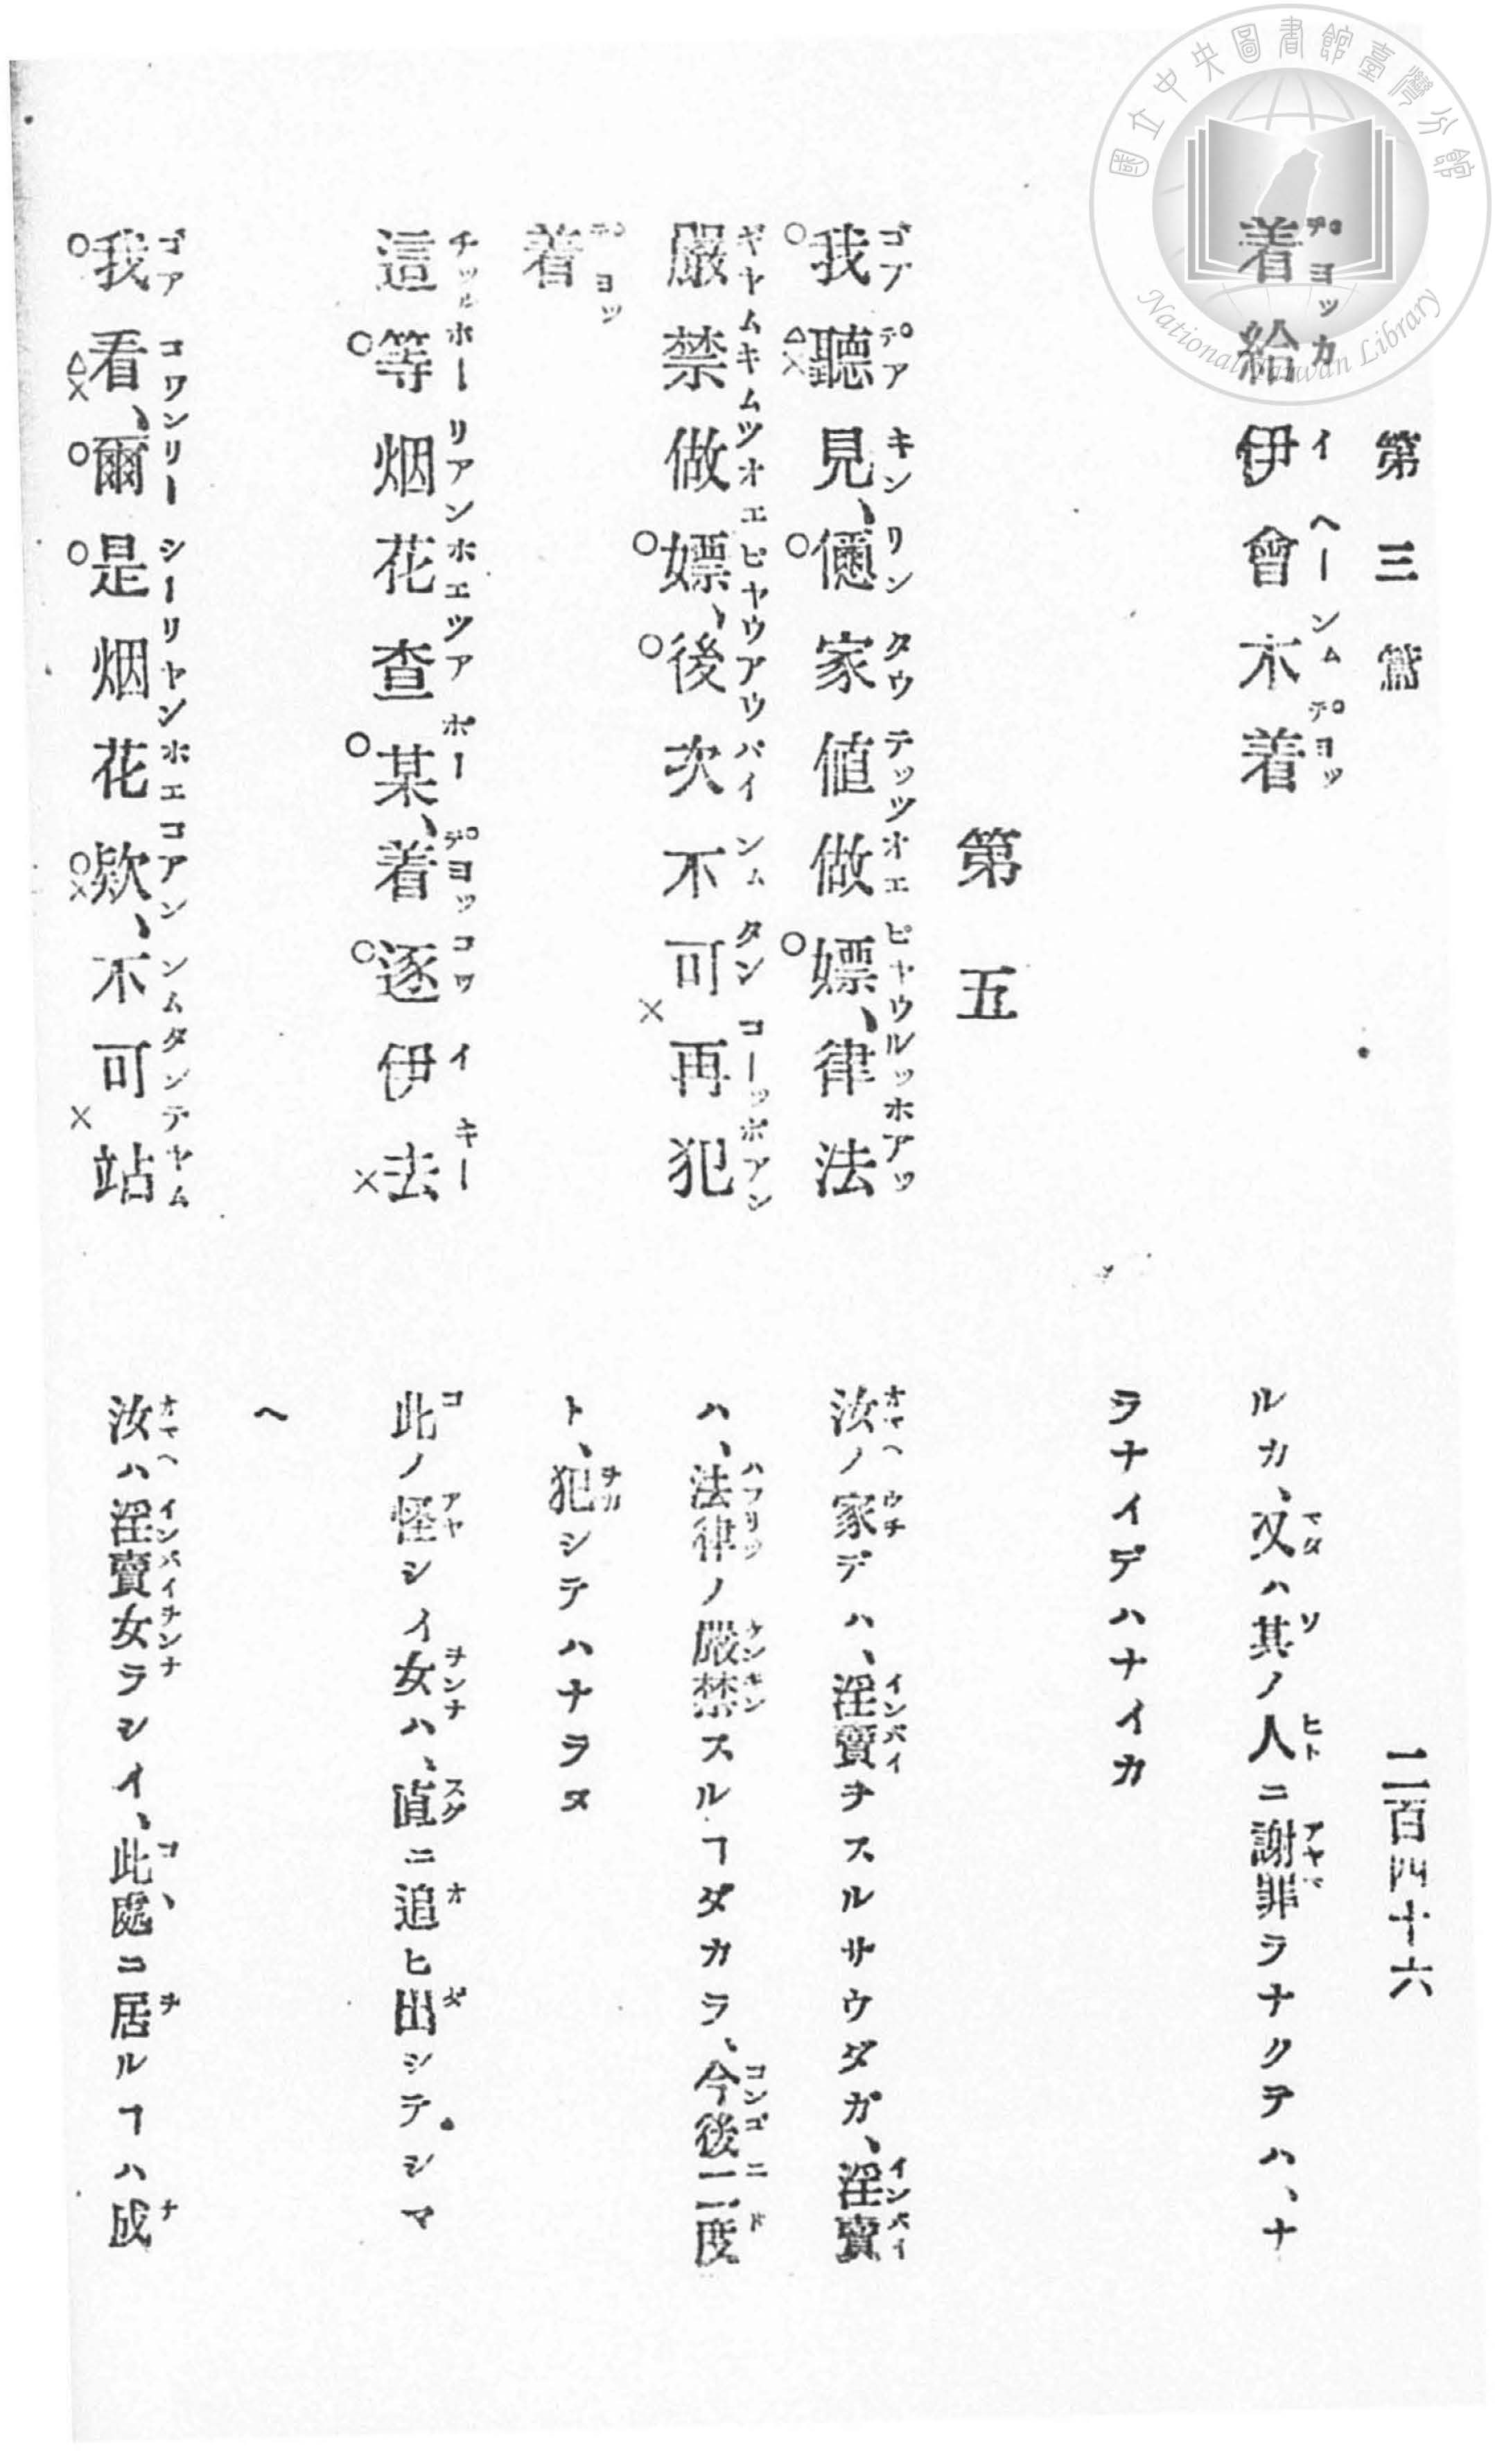 國立中央圖書館臺灣分館
National Taiwan Library
第三篇
二百四十六
着給伊會不着
ルカ、又ハ其ノ人ニ謝罪ラナクテハ、ナ
ラナイデハナイカ
第五
我聽見、儞家値做嫖、律法
汝ノ家デハ、淫賣ヲスルサウダガ、淫賣
嚴禁做嫖、後次不可再犯
ハ、法律ノ嚴禁スルヿダカラ、今後二度
着
ト、犯シテハナラヌ
這等烟花查某、着逐伊去
此ノ怪シイ女ハ、直ニ追ヒ出シテシマ
ヘ
我看、爾是烟花欵、不可站
汝ハ淫賣女ラシイ、此處ニ居ルヿハ成